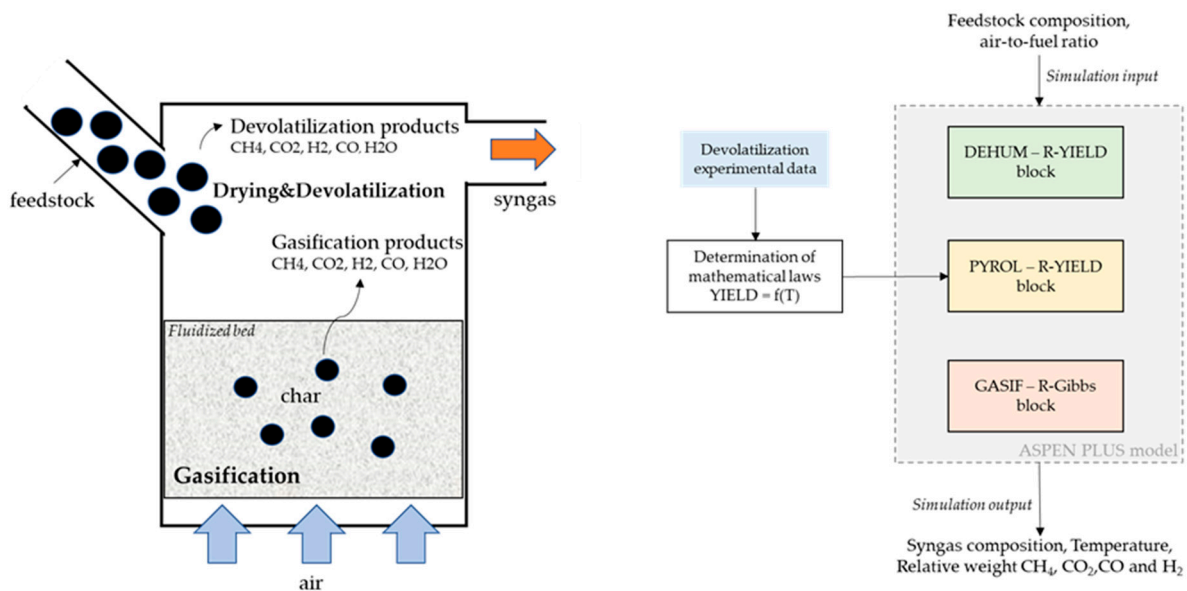 Devolatilization products
CH4, CO2, H2, CO, H2O
Drying&Devolatilization
feedstock
syngas
Gasification products
CH4, CO2, H2, CO, H2O
Fluidized bed
char
Gasification
air
Feedstock composition,
air-to-fuel ratio
Simulation input
Devolatilization
experimental data
Determination of
mathematical laws
YIELD = f(T)
DEHUM – R-YIELD
block
PYROL – R-YIELD
block
GASIF – R-Gibbs
block
ASPEN PLUS model
Simulation output
Syngas composition, Temperature,
Relative weight CH₄, CO₂,CO and H₂